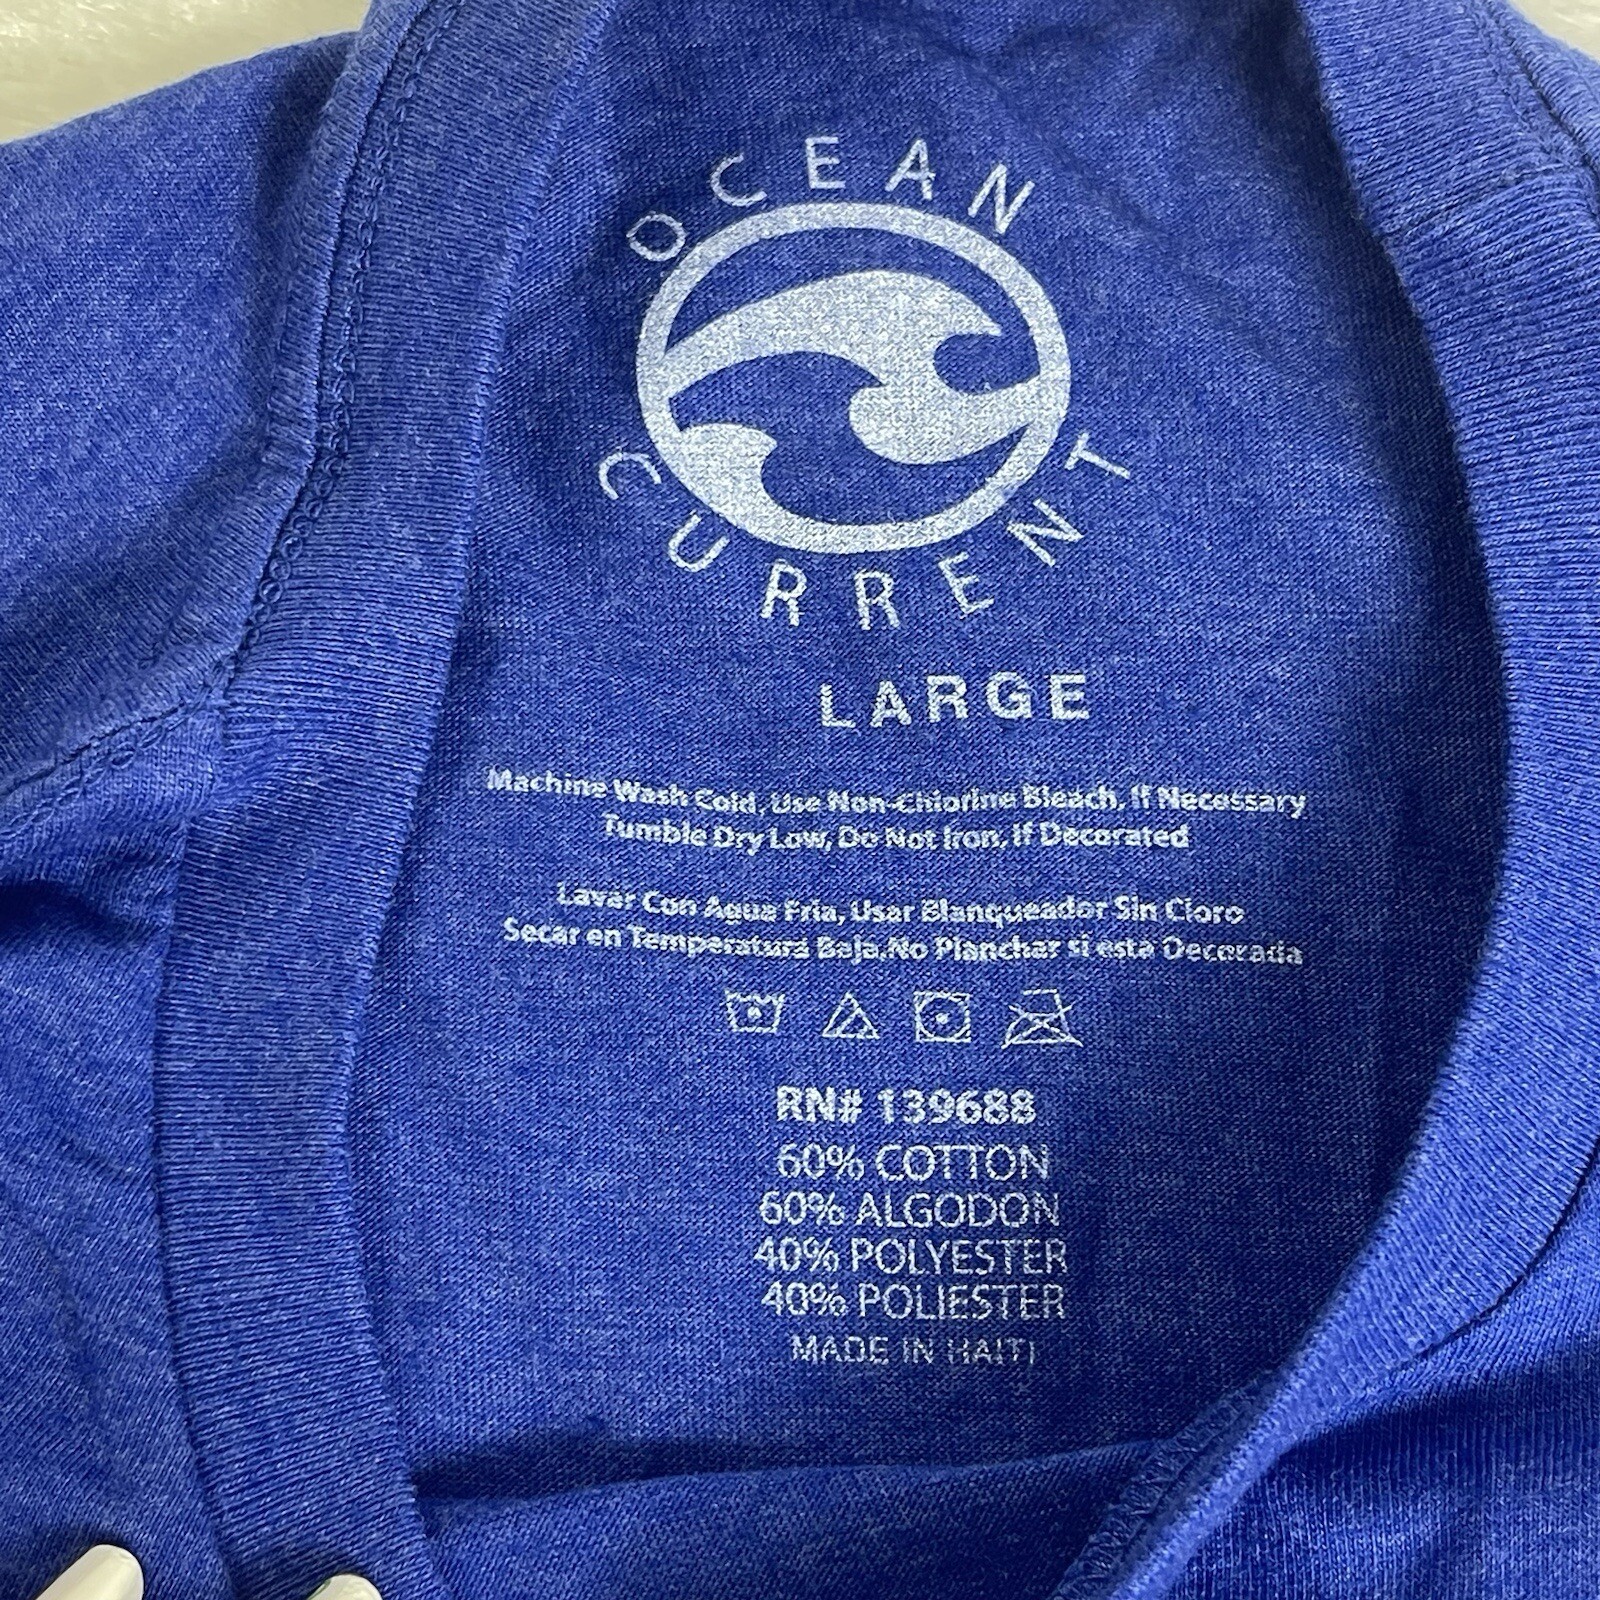 OCEAN
CURRENT
LARGE
Machine Wash Cold, Use Non-Chlorine Bleach, If Necessary
Tumble Dry Low, Do Not Iron, If Decorated
Lavar Con Agua Fria, Usar Blanqueador Sin Cloro
Secar en Temperatura Baja.No Planchar si esta Decorada
RN# 139688
60% COTTON
60% ALGODON
40% POLYESTER
40% POLIESTER
MADE IN HAITI